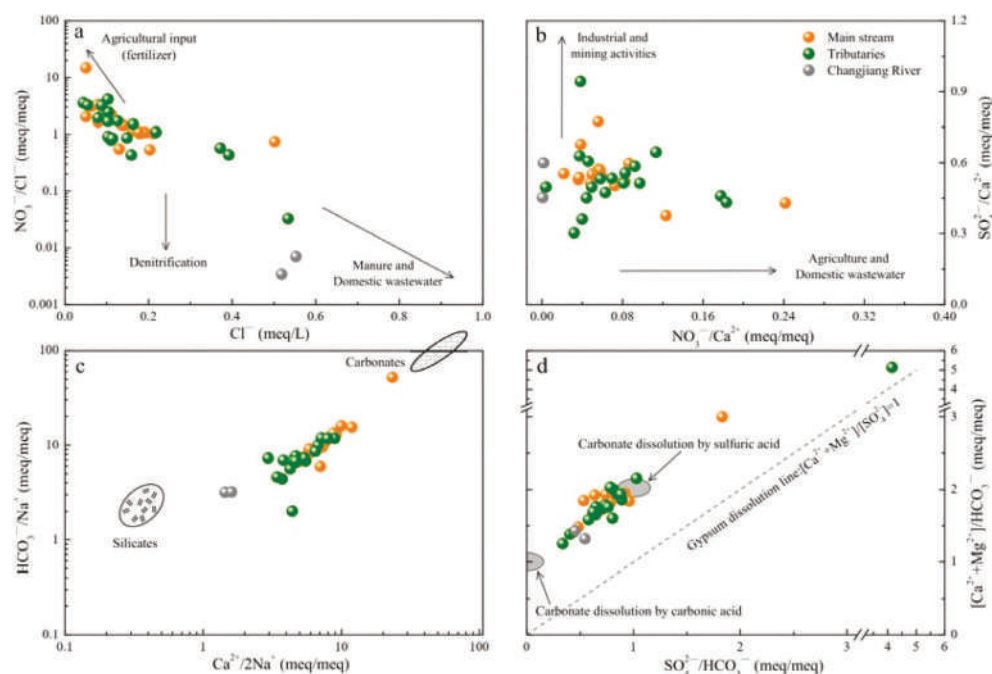 a
Agricultural input
(fertilizer)
Denitrification
Manure and
Domestic wastewater
100
10
1
0.1
0.01
0.001
NO₃⁻/Cl⁻ (meq/meq)
0.0 0.2 0.4 0.6 0.8 1.0
Cl⁻ (meq/L)
b
Industrial and
mining activities
Main stream
Tributaries
Changjiang River
Agriculture and
Domestic wastewater
1.2
0.9
0.6
0.3
0.0
SO₄²⁻/Ca²⁺ (meq/meq)
0.00 0.08 0.16 0.24 0.32 0.40
NO₃⁻/Ca²⁺ (meq/meq)
c
Carbonates
Silicates
100
10
1
0.1
HCO₃⁻/Na⁺ (meq/meq)
0.1 1 10 100
Ca²⁺/2Na⁺ (meq/meq)
d
Carbonate dissolution
by sulfuric acid
Gypsum dissolution line:[Ca²⁺+Mg²⁺]/[SO₄²⁻]=1
Carbonate dissolution by carbonic acid
6
5
3
2
1
0
[Ca²⁺+Mg²⁺]/HCO₃⁻ (meq/meq)
0 1 2 3 4 5
SO₄²⁻/HCO₃⁻ (meq/meq)